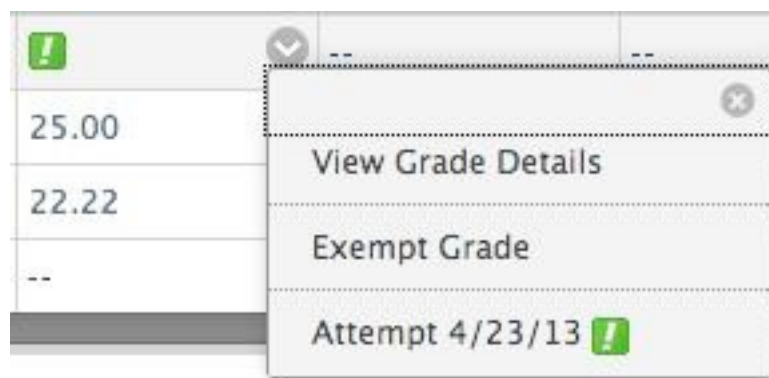 ! -- --
25.00
View Grade Details
22.22
Exempt Grade
--
Attempt 4/23/13 !